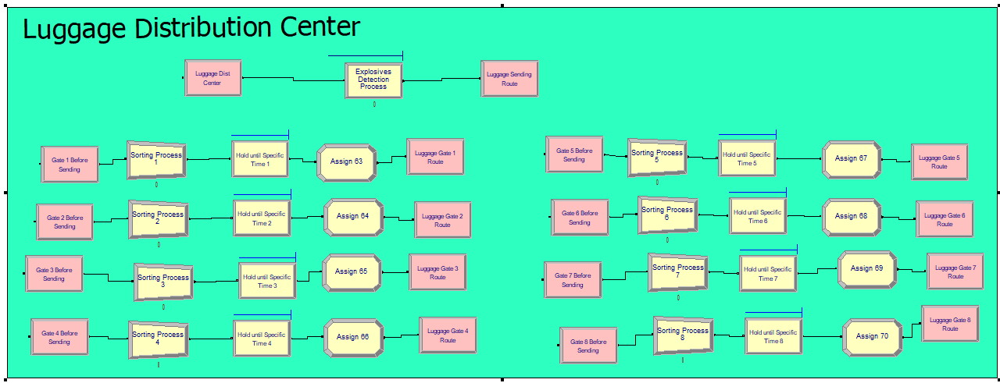 Luggage Distribution Center
Luggage Dist
Center
Explosives
Detection
Process
0
Luggage Sending
Route
Gate 1 Before
Sending
Sorting Process
1
0
Hold until Specific
Time 1
Assign 63
Luggage Gate 1
Route
Gate 5 Before
Sending
Sorting Process
5
0
Hold until Specific
Time 5
Assign 67
Luggage Gate 5
Route
Gate 2 Before
Sending
Sorting Process
2
0
Hold until Specific
Time 2
Assign 64
Luggage Gate 2
Route
Gate 6 Before
Sending
Sorting Process
6
0
Hold until Specific
Time 6
Assign 68
Luggage Gate 6
Route
Gate 3 Before
Sending
Sorting Process
3
0
Hold until Specific
Time 3
Assign 65
Luggage Gate 3
Route
Gate 7 Before
Sending
Sorting Process
7
0
Hold until Specific
Time 7
Assign 69
Luggage Gate 7
Route
Gate 4 Before
Sending
Sorting Process
4
0
Hold until Specific
Time 4
Assign 66
Luggage Gate 4
Route
Gate 8 Before
Sending
Sorting Process
8
0
Hold until Specific
Time 8
Assign 70
Luggage Gate 8
Route